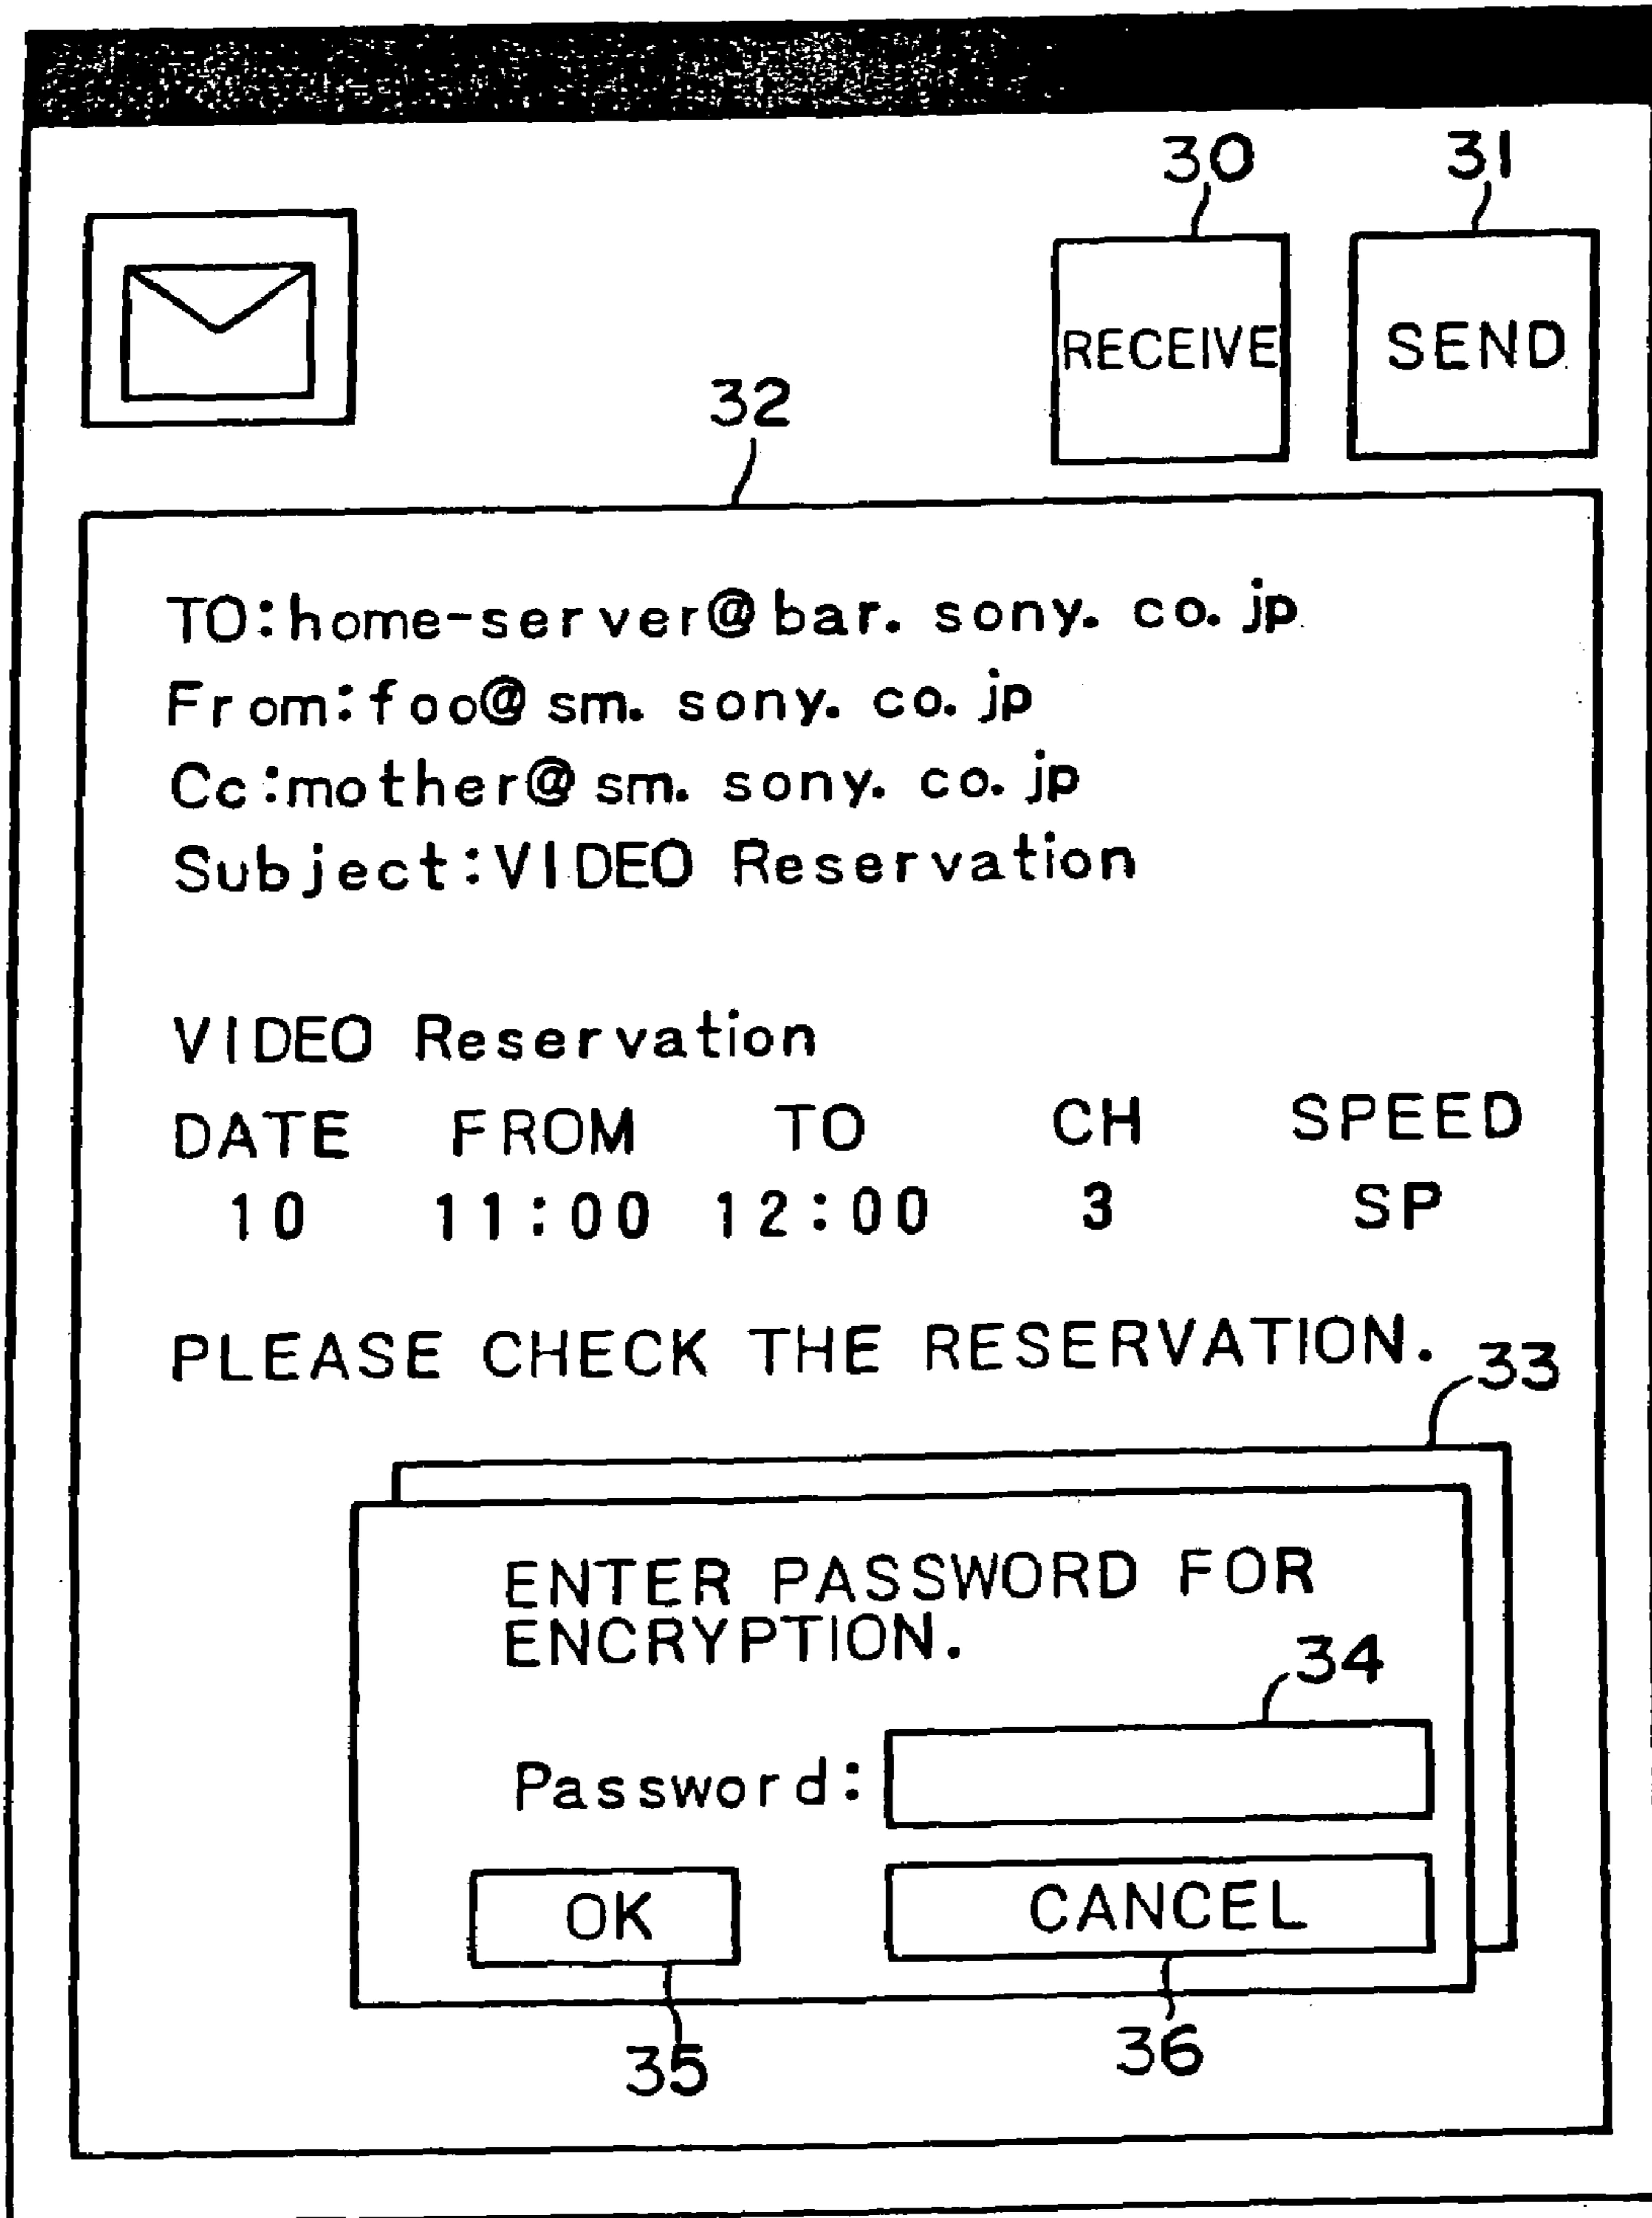 30 31
RECEIVE SEND
32
TO:home-server@bar.sony.co.jp
From:foo@sm.sony.co.jp
Cc:mother@sm.sony.co.jp
Subject:VIDEO Reservation
VIDEO Reservation
DATE FROM TO CH SPEED
10 11:00 12:00 3 SP
PLEASE CHECK THE RESERVATION.
33
ENTER PASSWORD FOR
ENCRYPTION.
34
Password:
OK CANCEL
35 36